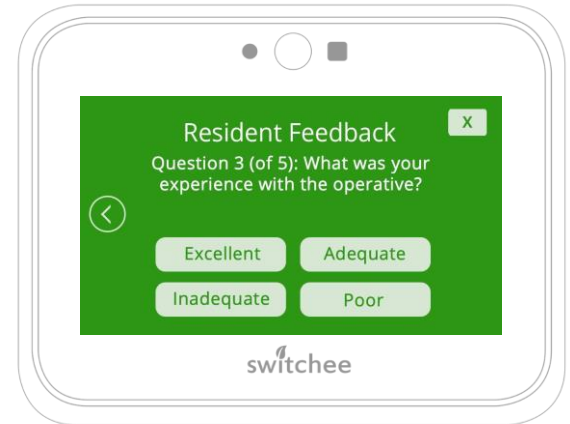 Resident Feedback
X
Question 3 (of 5): What was your
experience with the operative?
Excellent
Adequate
Inadequate
Poor
switchee